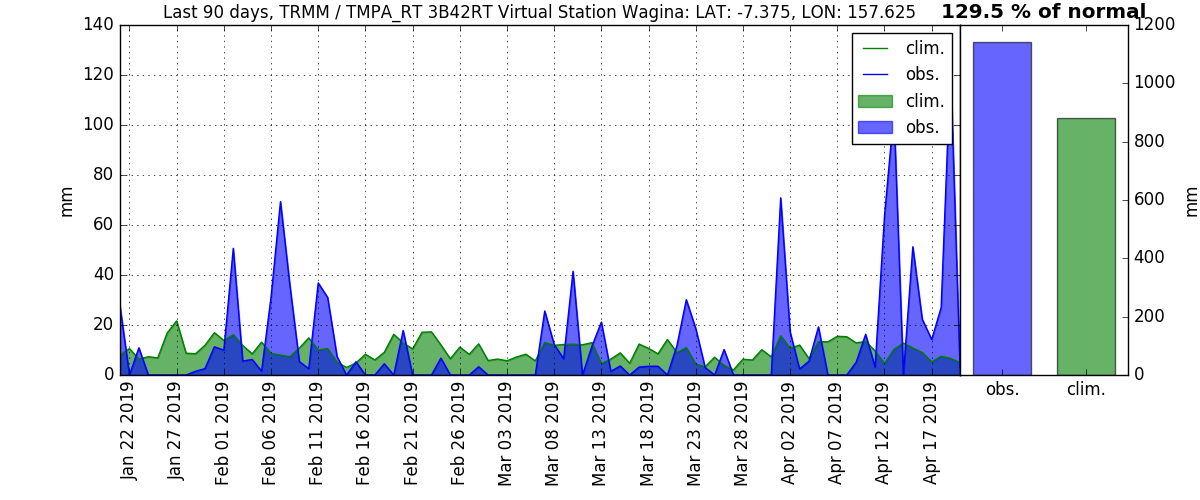 Last 90 days, TRMM / TMPA_RT 3B42RT Virtual Station Wagina: LAT: -7.375, LON: 157.625
129.5 % of normal
140
120
100
80
60
40
20
0
mm
clim.
obs.
clim.
obs.
1200
1000
800
600
400
200
0
mm
obs.
clim.
Jan 22 2019
Jan 27 2019
Feb 01 2019
Feb 06 2019
Feb 11 2019
Feb 16 2019
Feb 21 2019
Feb 26 2019
Mar 03 2019
Mar 08 2019
Mar 13 2019
Mar 18 2019
Mar 23 2019
Mar 28 2019
Apr 02 2019
Apr 07 2019
Apr 12 2019
Apr 17 2019